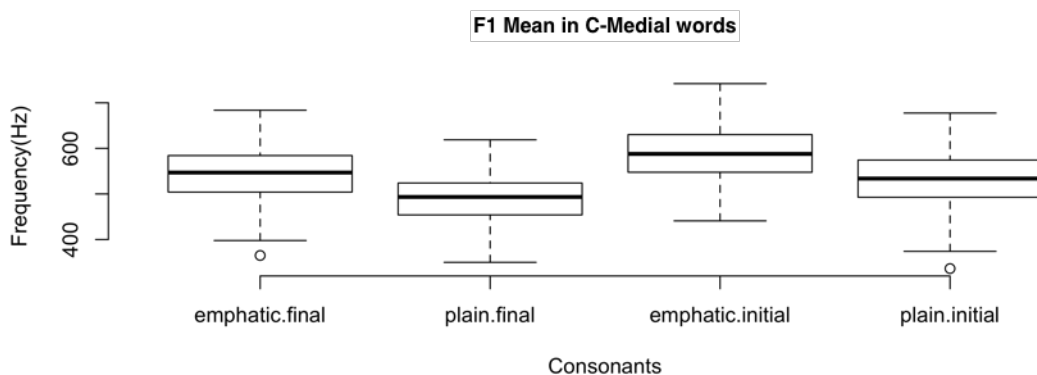 F1 Mean in C-Medial words
Frequency(Hz)
600
400
emphatic.final
plain.final
emphatic.initial
plain.initial
Consonants